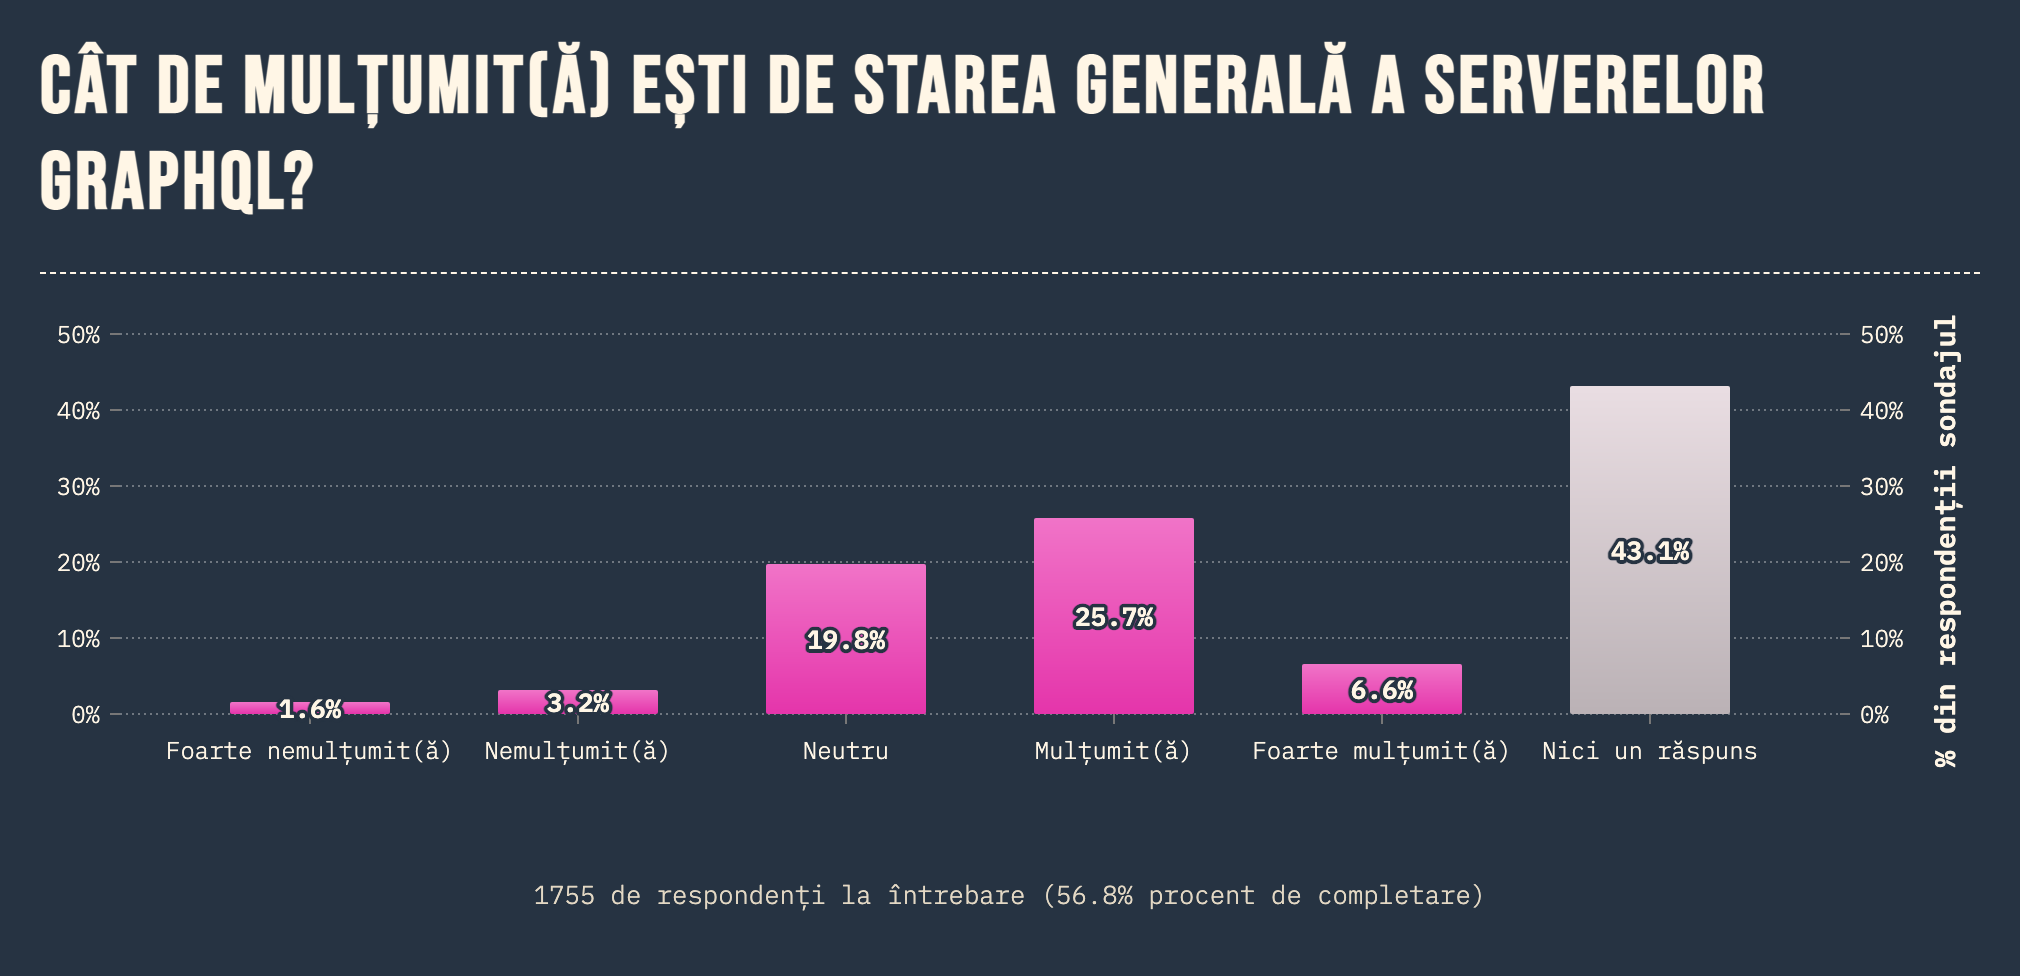 CÂT DE MULȚUMIT(Ă) EȘTI DE STAREA GENERALĂ A SERVERELOR
GRAPHQL?
50%
40%
30%
20%
10%
0%
50%
40%
30%
20%
10%
0%
% din respondenții sondajul
1.6%
3.2%
19.8%
25.7%
6.6%
43.1%
Foarte nemulțumit(ă)
Nemulțumit(ă)
Neutru
Mulțumit(ă)
Foarte mulțumit(ă)
Nici un răspuns
1755 de respondenți la întrebare (56.8% procent de completare)